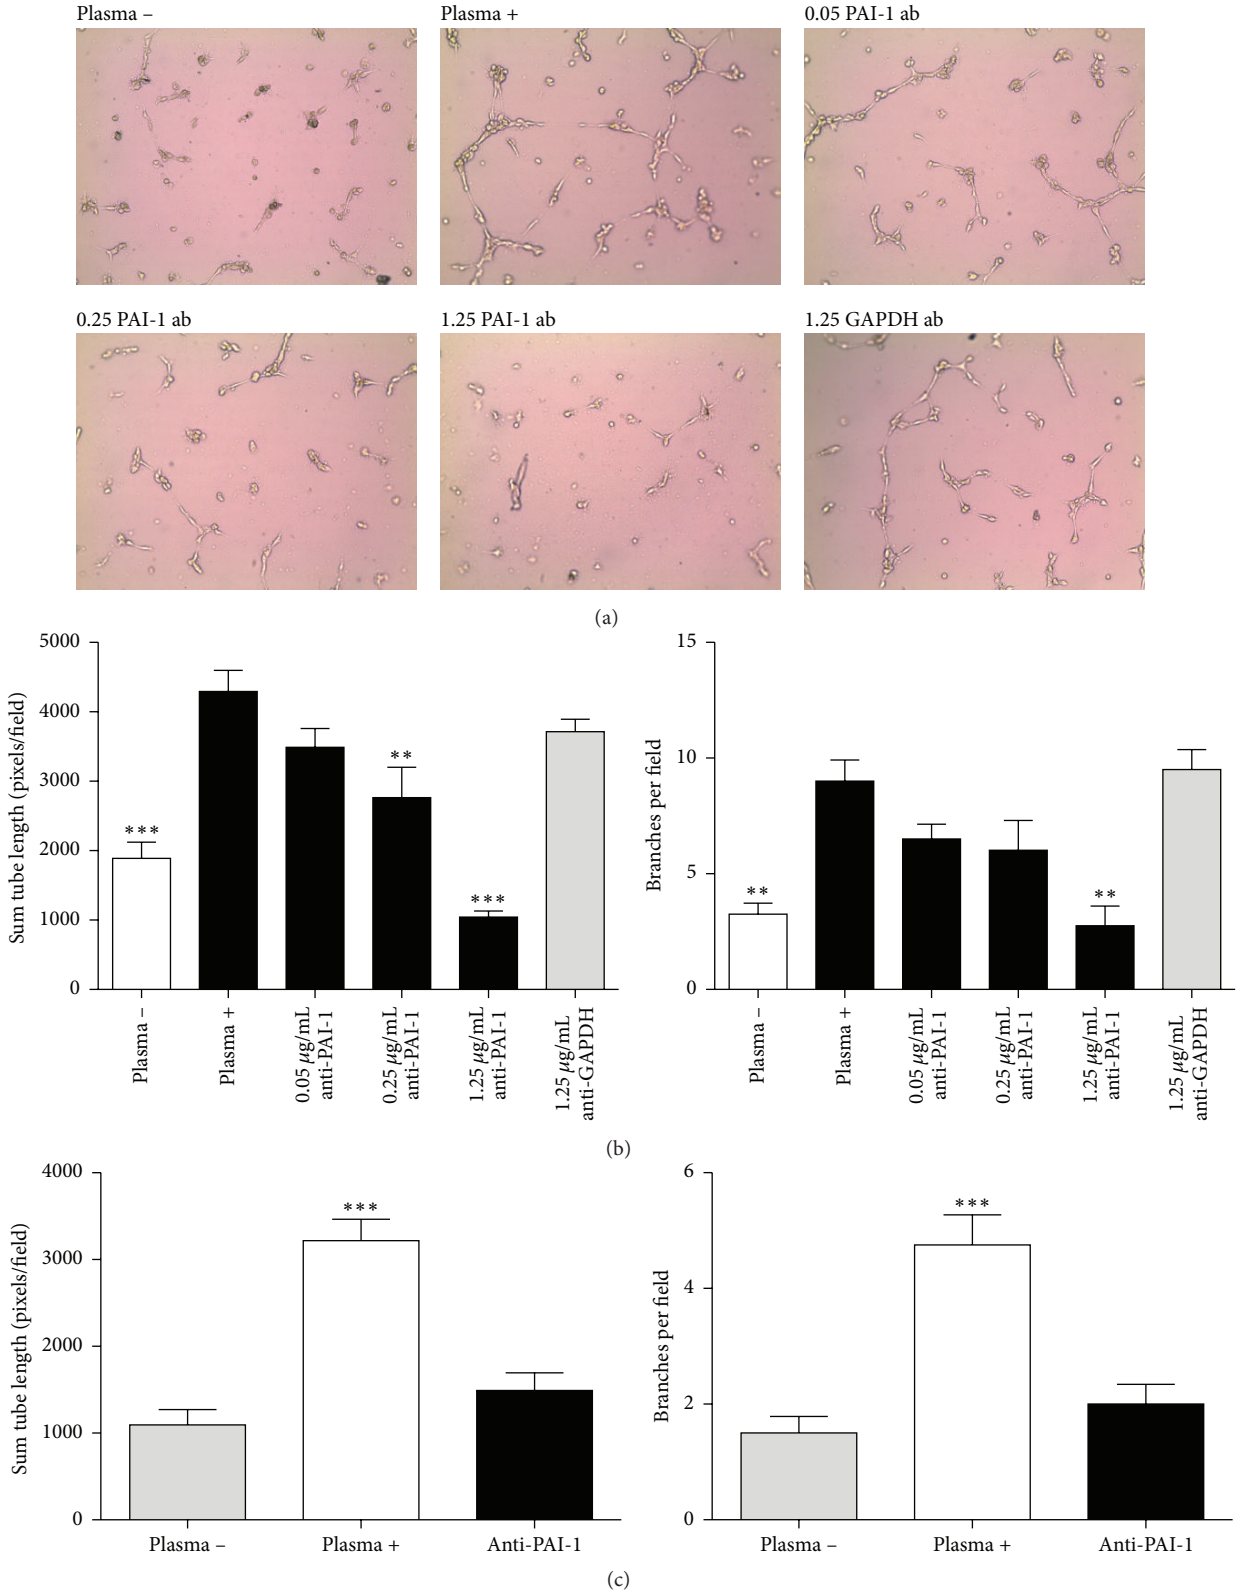 Plasma –
Plasma +
0.05 PAI-1 ab
0.25 PAI-1 ab
1.25 PAI-1 ab
1.25 GAPDH ab
(a)
Sum tube length (pixels/field)
5000
4000
3000
2000
1000
0
***
**
***
Plasma –
Plasma +
0.05 µg/mL
anti-PAI-1
0.25 µg/mL
anti-PAI-1
1.25 µg/mL
anti-PAI-1
1.25 µg/mL
anti-GAPDH
Branches per field
15
10
5
0
**
**
Plasma –
Plasma +
0.05 µg/mL
anti-PAI-1
0.25 µg/mL
anti-PAI-1
1.25 µg/mL
anti-PAI-1
1.25 µg/mL
anti-GAPDH
(b)
Sum tube length (pixels/field)
4000
3000
2000
1000
0
***
Plasma –
Plasma +
Anti-PAI-1
Branches per field
6
4
2
0
***
Plasma –
Plasma +
Anti-PAI-1
(c)